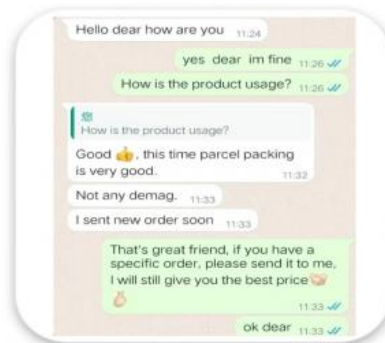 Hello dear how are you 11:24
yes dear im fine 11:26
How is the product usage? 11:26
您
How is the product usage?
Good 👍, this time parcel packing
is very good. 11:32
Not any demag. 11:33
I sent new order soon 11:33
That's great friend, if you have a
specific order, please send it to me,
I will still give you the best price
11:33
ok dear 11:33